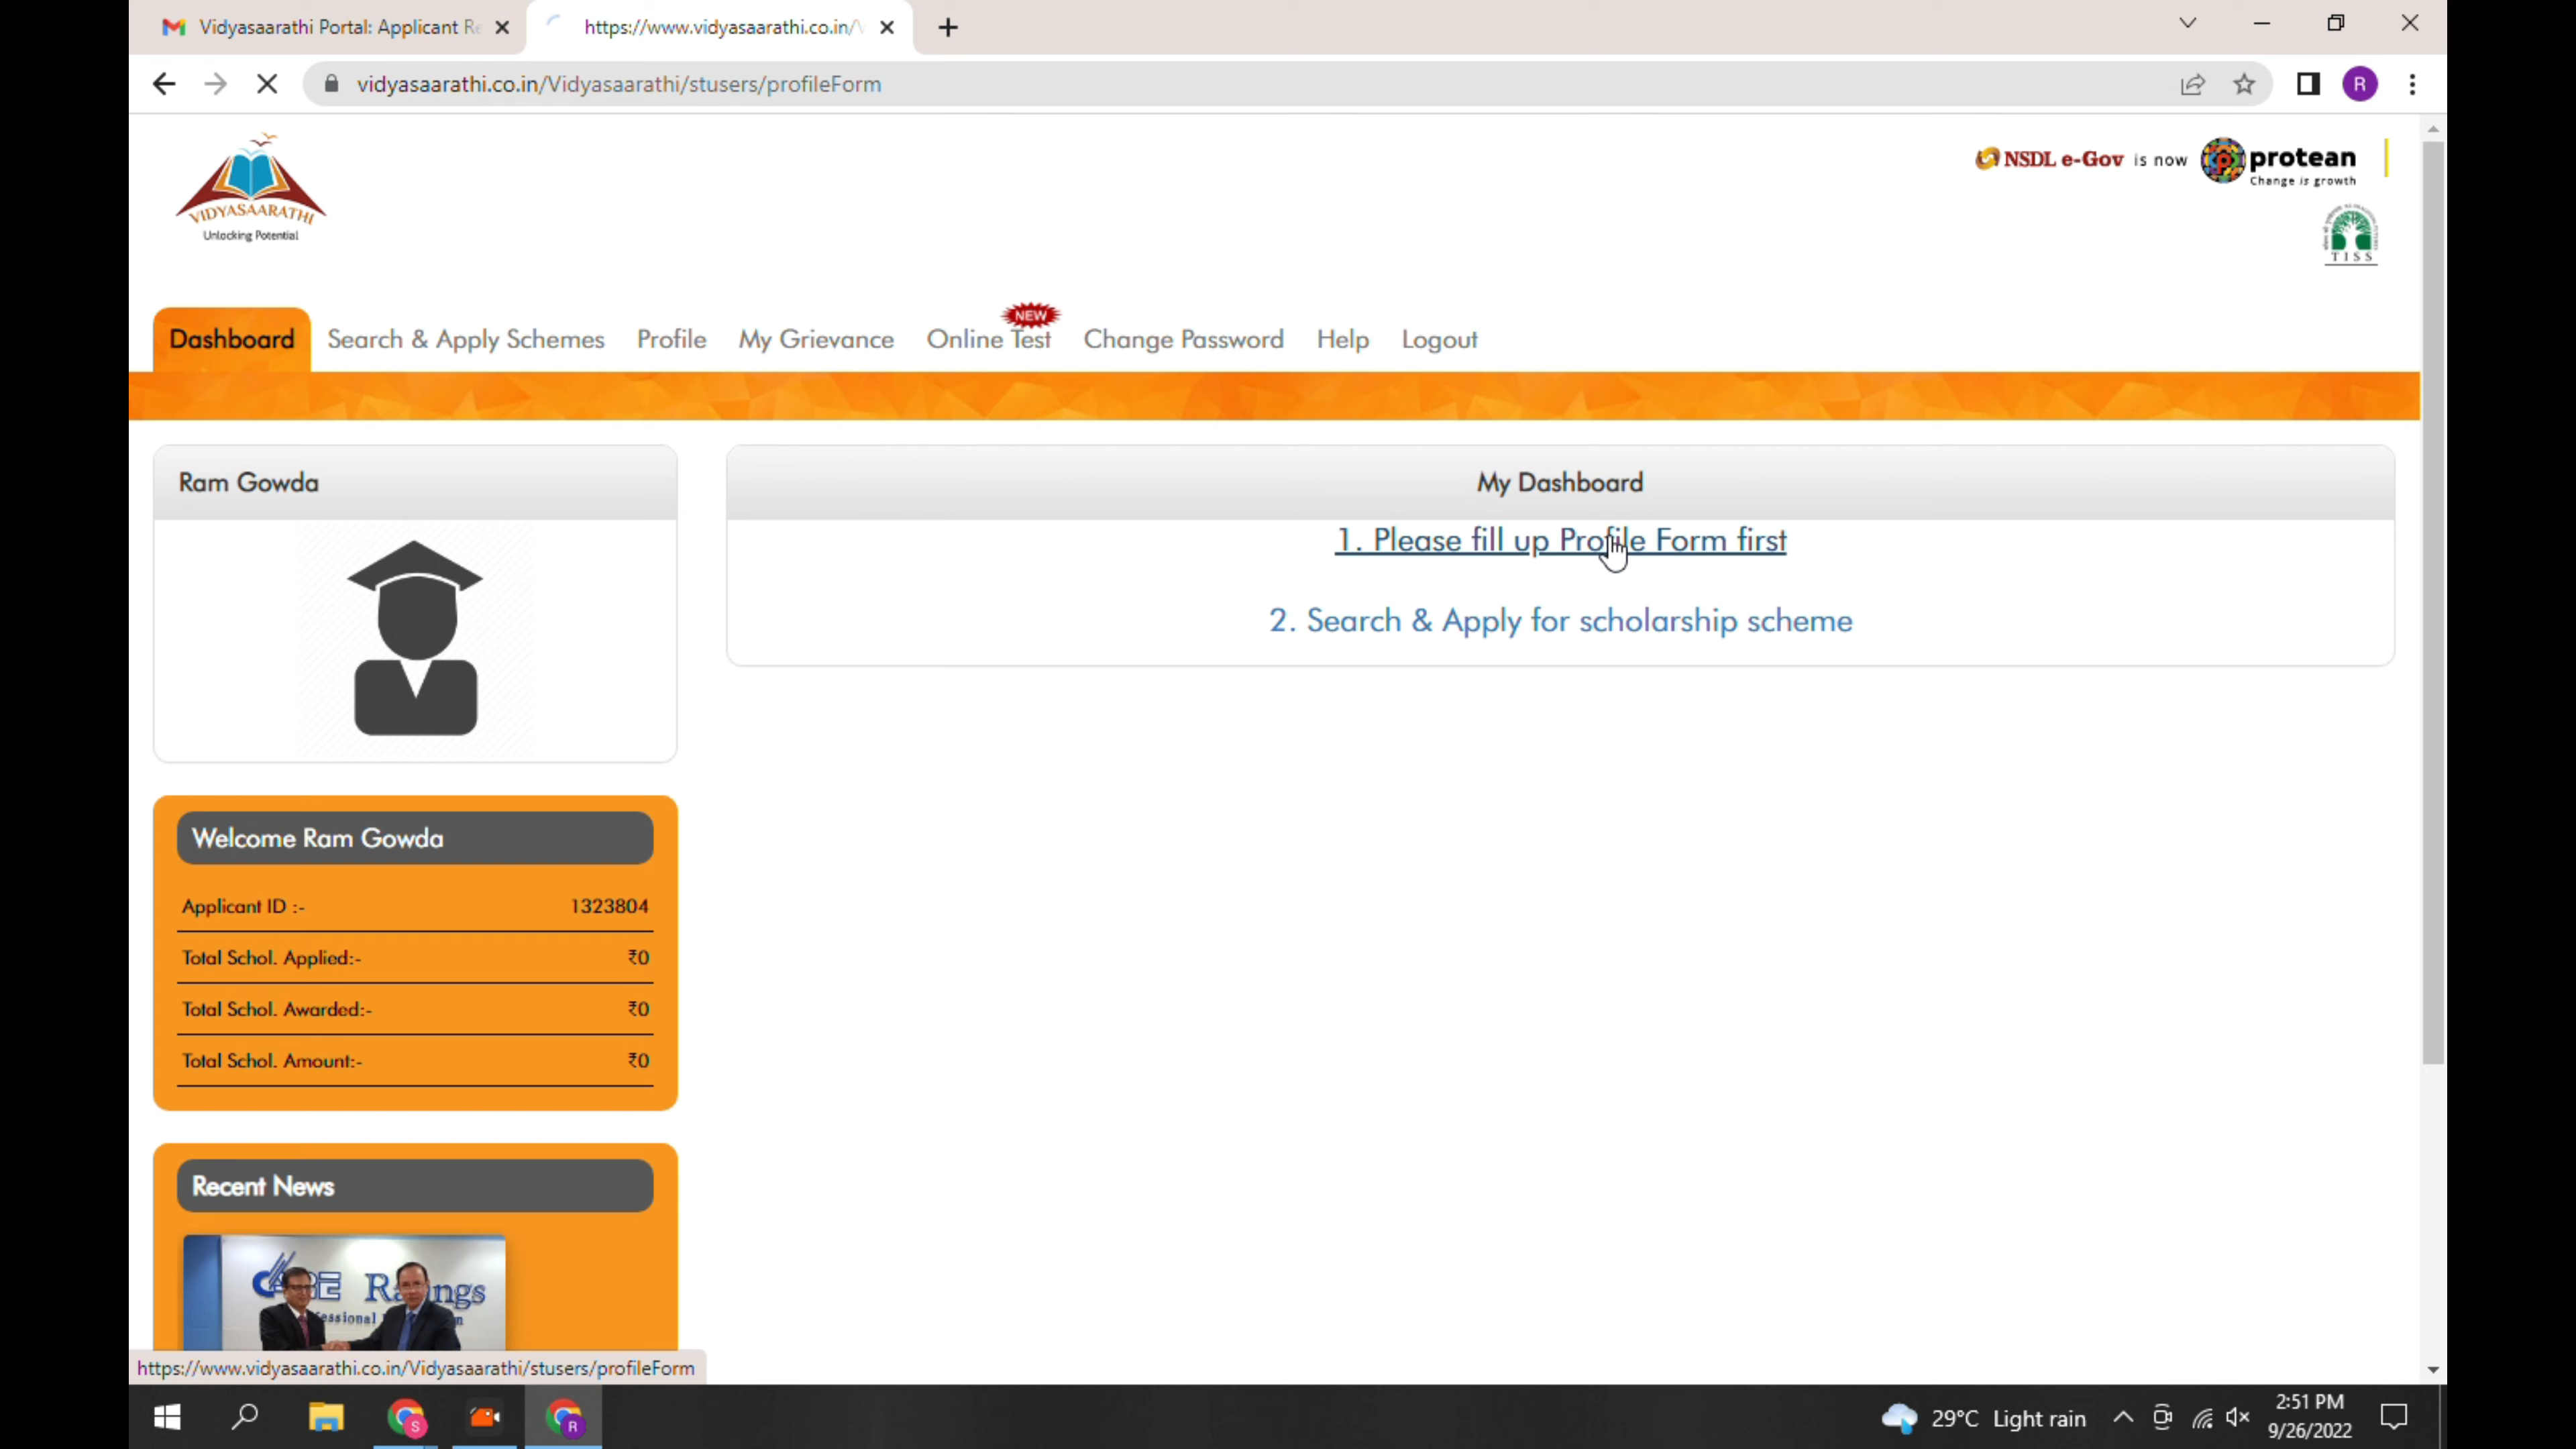 Vidyasaarathi Portal: Applicant Re
https://www.vidyasaarathi.co.in/V
vidyasaarathi.co.in/Vidyasaarathi/stusers/profileForm
R
VIDYASAARATHI
Unlocking Potential
NSDL e-Gov is now protean
Change is growth
TISS
NEW
Dashboard Search & Apply Schemes Profile My Grievance Online Test Change Password Help Logout
Ram Gowda
My Dashboard
1. Please fill up Profile Form first
2. Search & Apply for scholarship scheme
Welcome Ram Gowda
Applicant ID :- 1323804
Total Schol. Applied:- ₹0
Total Schol. Awarded:- ₹0
Total Schol. Amount:- ₹0
Recent News
CARE Ratings
https://www.vidyasaarathi.co.in/Vidyasaarathi/stusers/profileForm
S
R
29°C Light rain
2:51 PM
9/26/2022